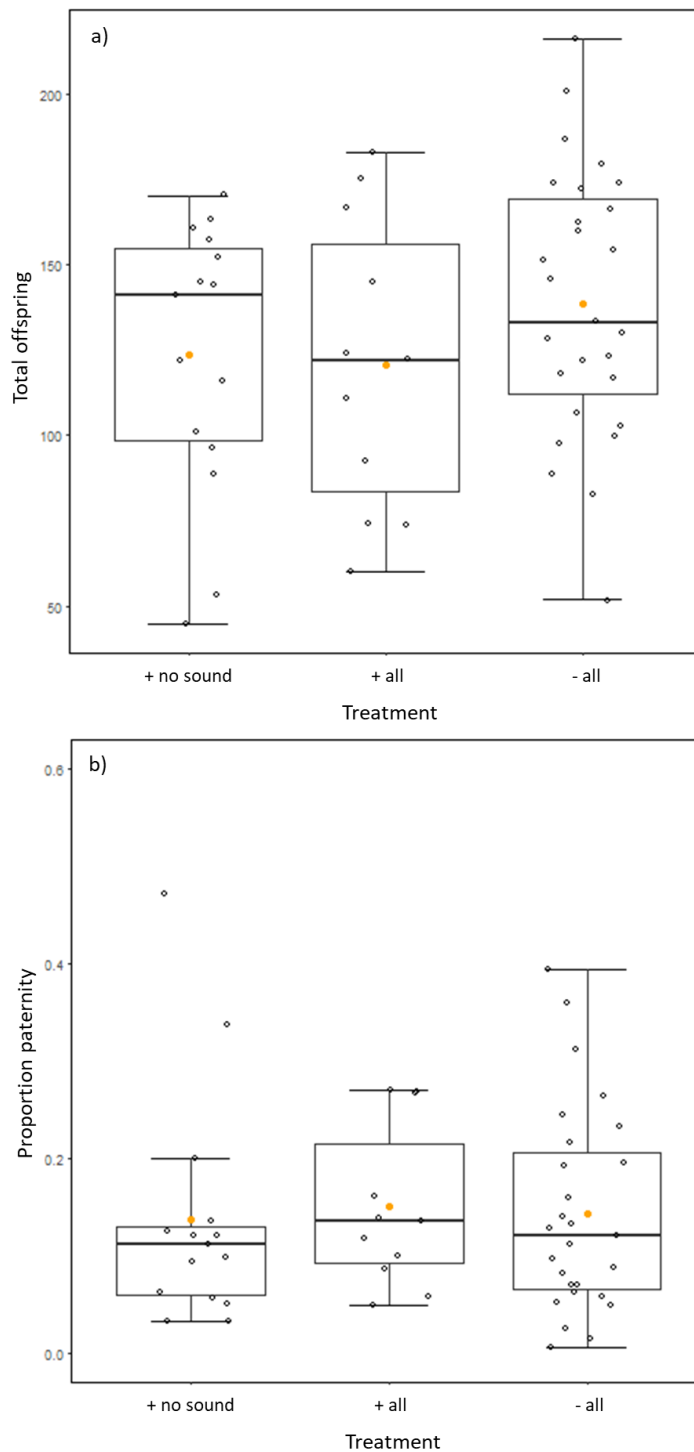 a)
200
150
100
50
Total offspring
+ no sound + all - all
Treatment
b)
0.6
0.4
0.2
0.0
Proportion paternity
+ no sound + all - all
Treatment